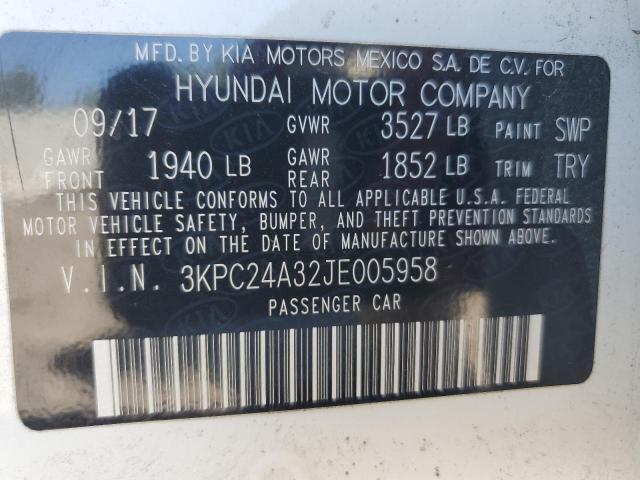 MFD. BY KIA MOTORS MEXICO S.A. DE C.V. FOR
HYUNDAI MOTOR COMPANY
09/17 GVWR 3527 LB PAINT SWP
GAWR FRONT 1940 LB GAWR REAR 1852 LB TRIM TRY
THIS VEHICLE CONFORMS TO ALL APPLICABLE U.S.A. FEDERAL
MOTOR VEHICLE SAFETY, BUMPER, AND THEFT PREVENTION STANDARDS
IN EFFECT ON THE DATE OF MANUFACTURE SHOWN ABOVE.
V.I.N. 3KPC24A32JE005958
PASSENGER CAR